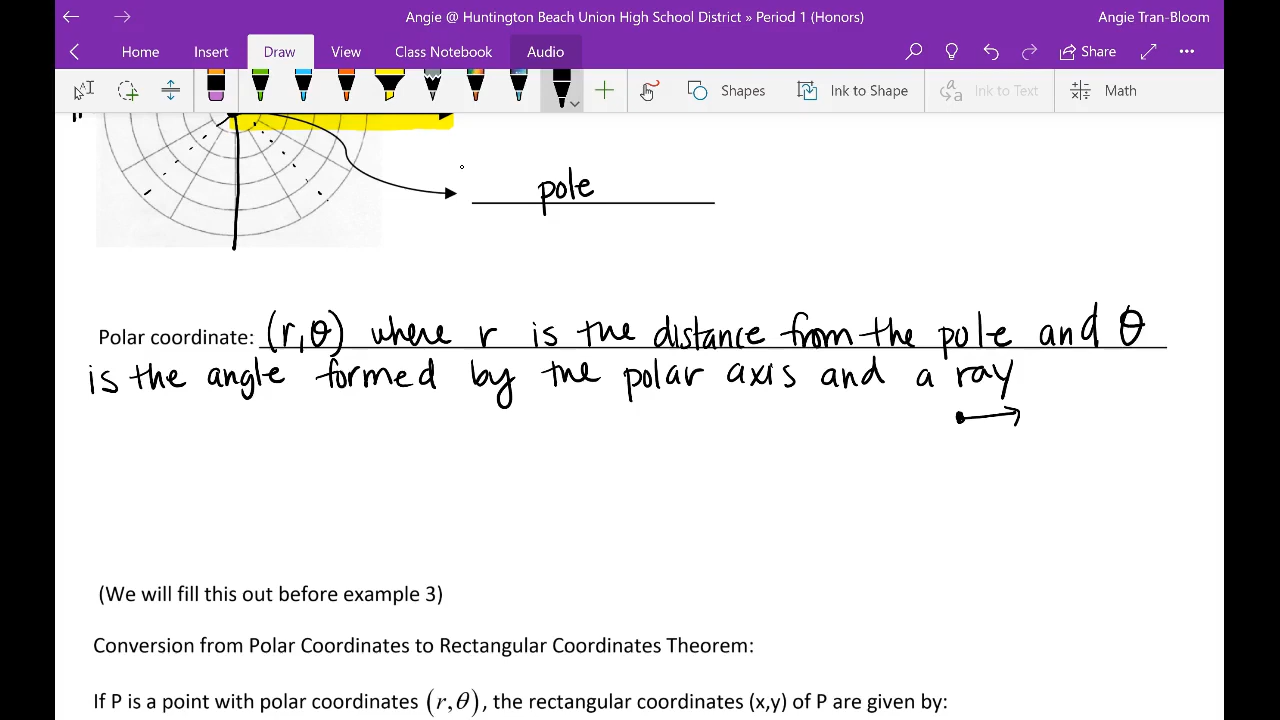 Angie @ Huntington Beach Union High School District » Period 1 (Honors)
Angie Tran-Bloom
Home Insert Draw View Class Notebook Audio
Share
Shapes Ink to Shape Ink to Text Math
pole
Polar coordinate: (r,θ) where r is the distance from the pole and θ
is the angle formed by the polar axis and a ray
(We will fill this out before example 3)
Conversion from Polar Coordinates to Rectangular Coordinates Theorem:
If P is a point with polar coordinates (r,θ), the rectangular coordinates (x,y) of P are given by: